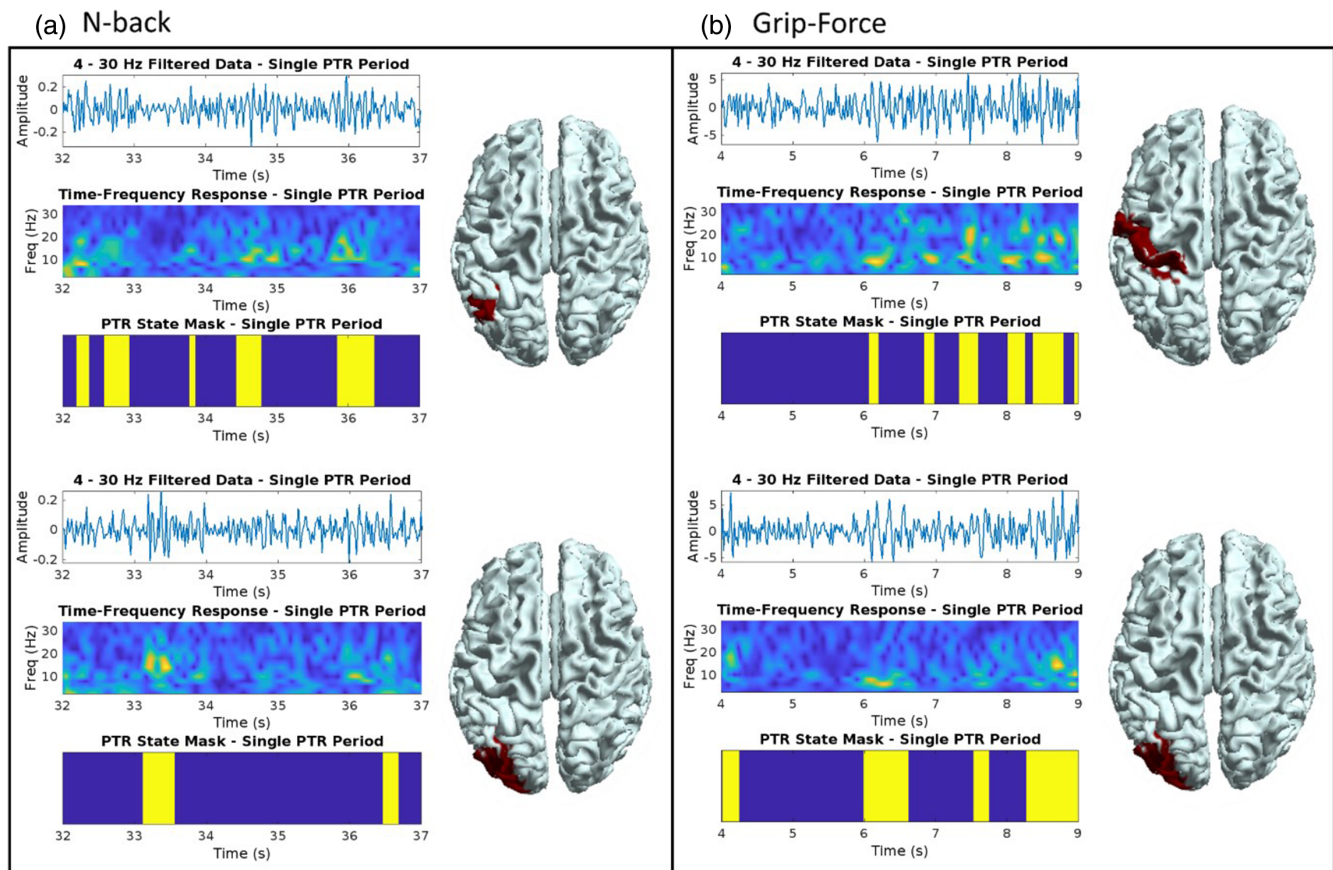 (a) N-back
4 - 30 Hz Filtered Data - Single PTR Period
Amplitude
0.2
0
-0.2
32 33 34 35 36 37
Time (s)
Time-Frequency Response - Single PTR Period
Freq (Hz)
30
20
10
32 33 34 35 36 37
Time (s)
PTR State Mask - Single PTR Period
32 33 34 35 36 37
Time (s)
4 - 30 Hz Filtered Data - Single PTR Period
Amplitude
0.2
0
-0.2
32 33 34 35 36 37
Time (s)
Time-Frequency Response - Single PTR Period
Freq (Hz)
30
20
10
32 33 34 35 36 37
Time (s)
PTR State Mask - Single PTR Period
32 33 34 35 36 37
Time (s)
(b) Grip-Force
4 - 30 Hz Filtered Data - Single PTR Period
Amplitude
5
0
-5
4 5 6 7 8 9
Time (s)
Time-Frequency Response - Single PTR Period
Freq (Hz)
30
20
10
4 5 6 7 8 9
Time (s)
PTR State Mask - Single PTR Period
4 5 6 7 8 9
Time (s)
4 - 30 Hz Filtered Data - Single PTR Period
Amplitude
5
0
-5
4 5 6 7 8 9
Time (s)
Time-Frequency Response - Single PTR Period
Freq (Hz)
30
20
10
4 5 6 7 8 9
Time (s)
PTR State Mask - Single PTR Period
4 5 6 7 8 9
Time (s)